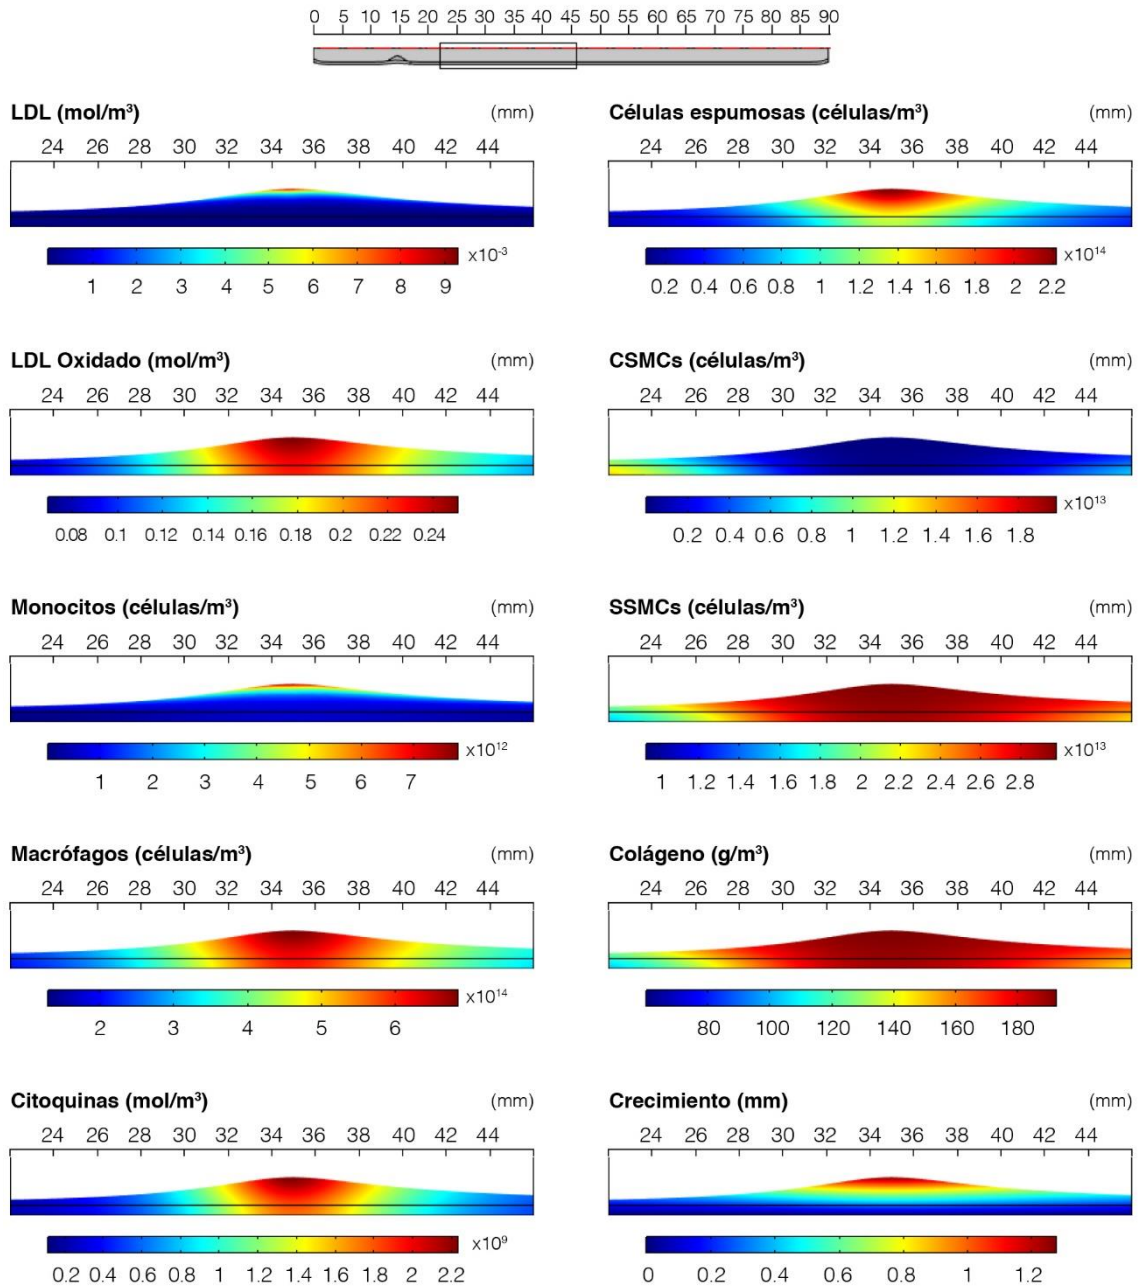 0 5 10 15 20 25 30 35 40 45 50 55 60 65 70 75 80 85 90
LDL (mol/m³) (mm)
24 26 28 30 32 34 36 38 40 42 44
x10⁻³
1 2 3 4 5 6 7 8 9
Células espumosas (células/m³) (mm)
24 26 28 30 32 34 36 38 40 42 44
x10¹⁴
0.2 0.4 0.6 0.8 1 1.2 1.4 1.6 1.8 2 2.2
LDL Oxidado (mol/m³) (mm)
24 26 28 30 32 34 36 38 40 42 44
0.08 0.1 0.12 0.14 0.16 0.18 0.2 0.22 0.24
CSMCs (células/m³) (mm)
24 26 28 30 32 34 36 38 40 42 44
x10¹³
0.2 0.4 0.6 0.8 1 1.2 1.4 1.6 1.8
Monocitos (células/m³) (mm)
24 26 28 30 32 34 36 38 40 42 44
x10¹²
1 2 3 4 5 6 7
SSMCs (células/m³) (mm)
24 26 28 30 32 34 36 38 40 42 44
x10¹³
1 1.2 1.4 1.6 1.8 2 2.2 2.4 2.6 2.8
Macrófagos (células/m³) (mm)
24 26 28 30 32 34 36 38 40 42 44
x10¹⁴
2 3 4 5 6
Colágeno (g/m³) (mm)
24 26 28 30 32 34 36 38 40 42 44
80 100 120 140 160 180
Citoquinas (mol/m³) (mm)
24 26 28 30 32 34 36 38 40 42 44
x10⁹
0.2 0.4 0.6 0.8 1 1.2 1.4 1.6 1.8 2 2.2
Crecimiento (mm) (mm)
24 26 28 30 32 34 36 38 40 42 44
0 0.2 0.4 0.6 0.8 1 1.2